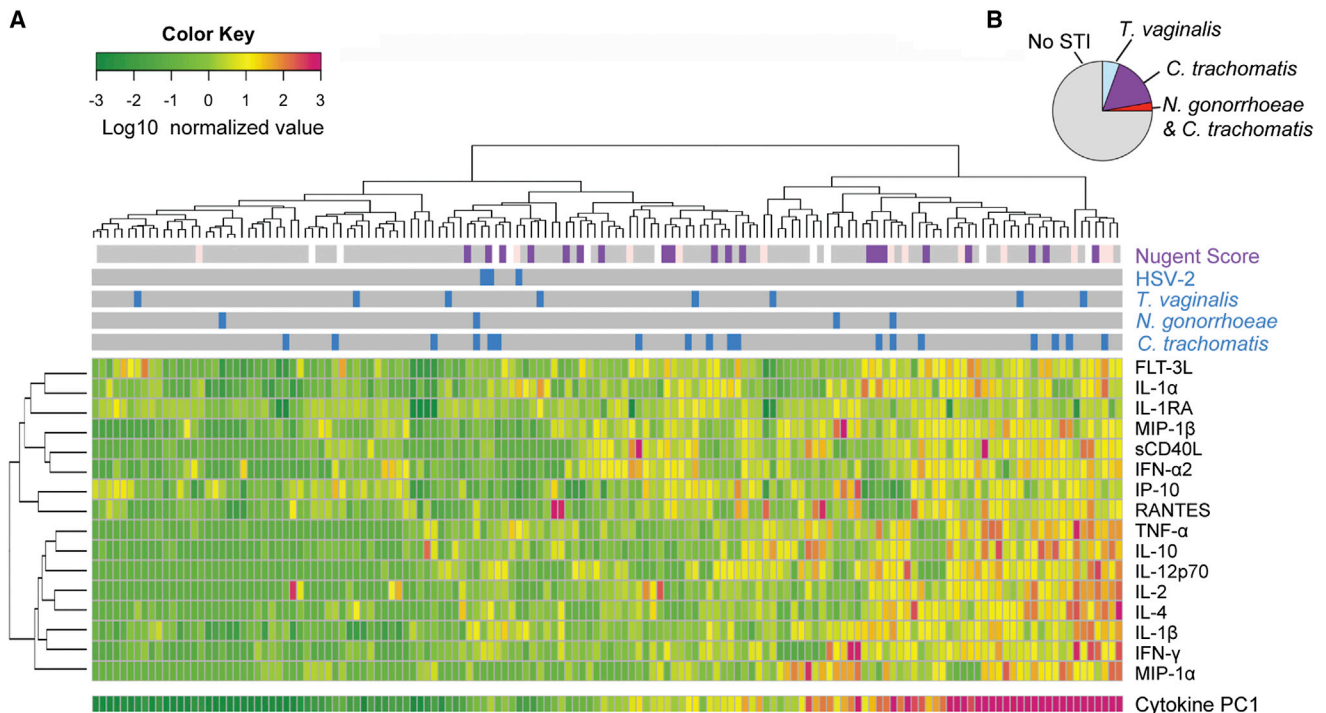 A
Color Key
-3 -2 -1 0 1 2 3
Log10 normalized value
B
No STI
T. vaginalis
C. trachomatis
N. gonorrhoeae
& C. trachomatis
Nugent Score
HSV-2
T. vaginalis
N. gonorrhoeae
C. trachomatis
FLT-3L
IL-1α
IL-1RA
MIP-1β
sCD40L
IFN-α2
IP-10
RANTES
TNF-α
IL-10
IL-12p70
IL-2
IL-4
IL-1β
IFN-γ
MIP-1α
Cytokine PC1